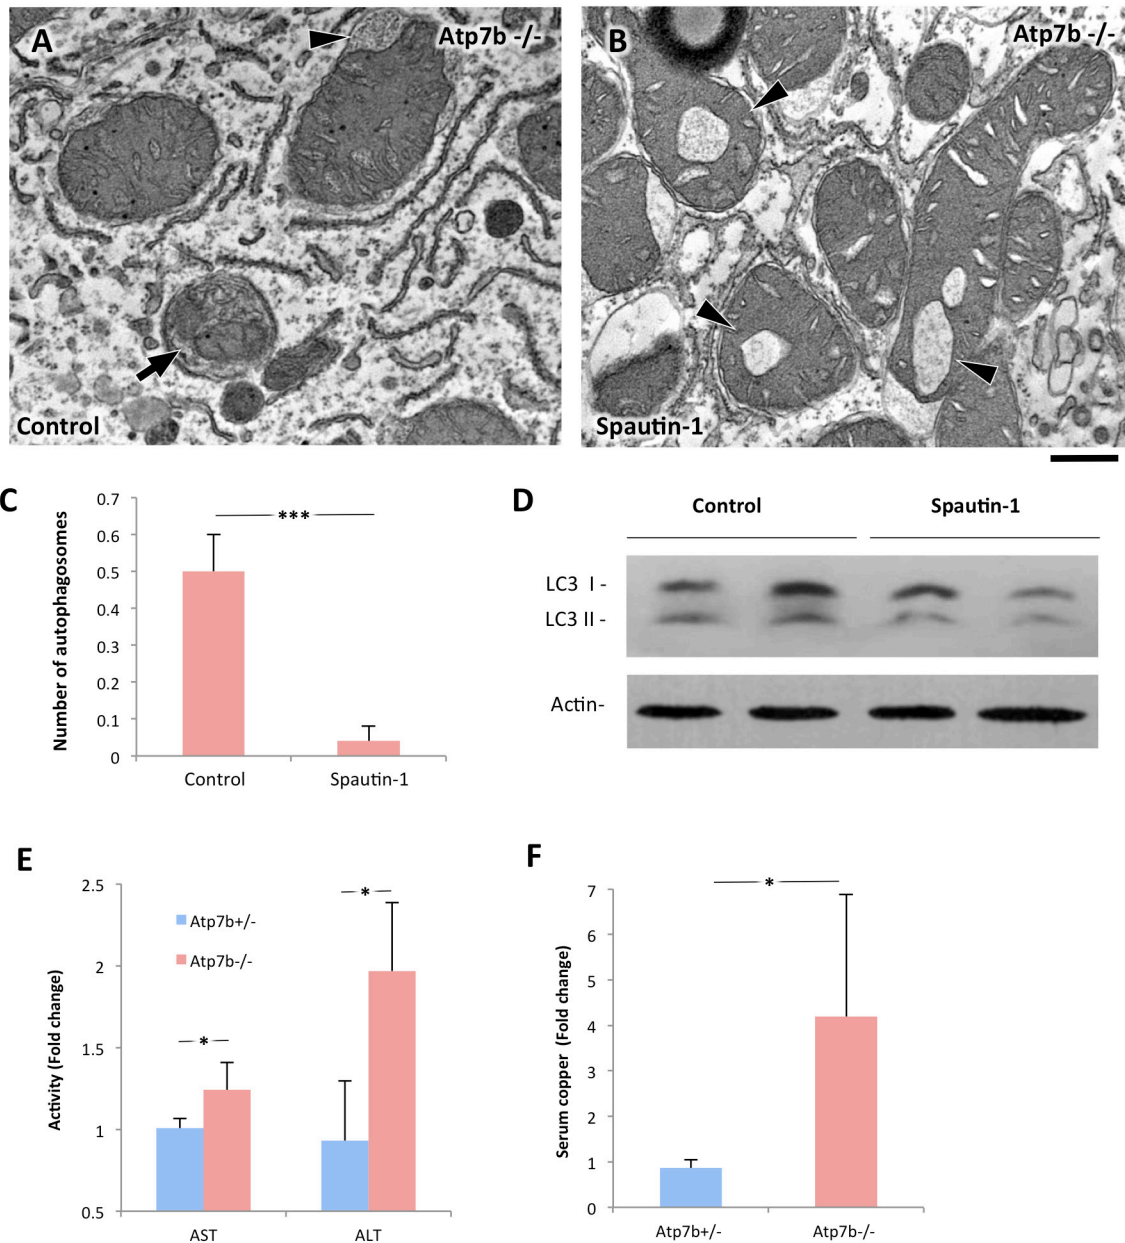 A
Atp7b -/-
Control
B
Atp7b -/-
Spautin-1
C
Number of autophagosomes
0.7
0.6
0.5
0.4
0.3
0.2
0.1
0
***
Control
Spautin-1
D
Control
Spautin-1
LC3 I -
LC3 II -
Actin-
E
Activity (Fold change)
2.5
2
1.5
1
0.5
Atp7b+/-
Atp7b-/-
*
*
AST
ALT
F
Serum copper (Fold change)
7
6
5
4
3
2
1
0
*
Atp7b+/-
Atp7b-/-